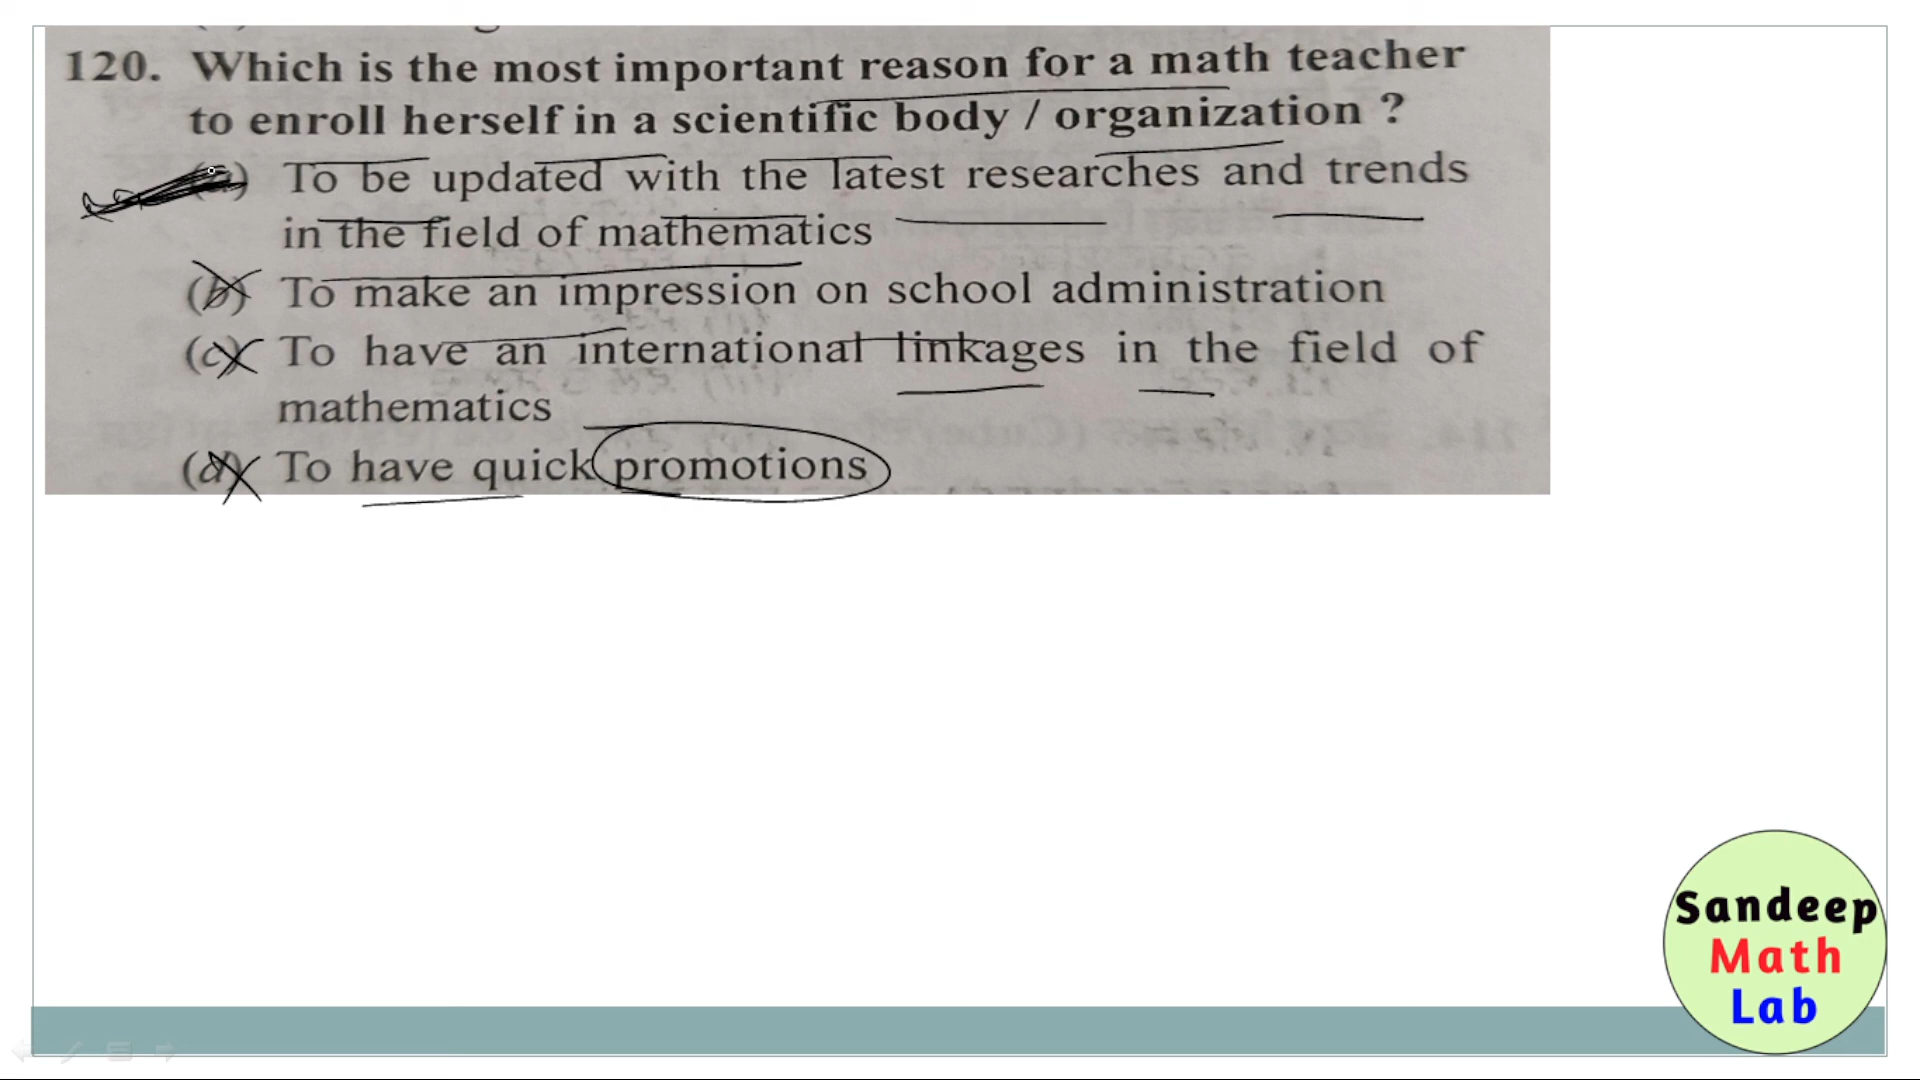 120. Which is the most important reason for a math teacher
to enroll herself in a scientific body / organization ?
(a) To be updated with the latest researches and trends
in the field of mathematics
(b) To make an impression on school administration
(c) To have an international linkages in the field of
mathematics
(d) To have quick promotions
Sandeep
Math
Lab